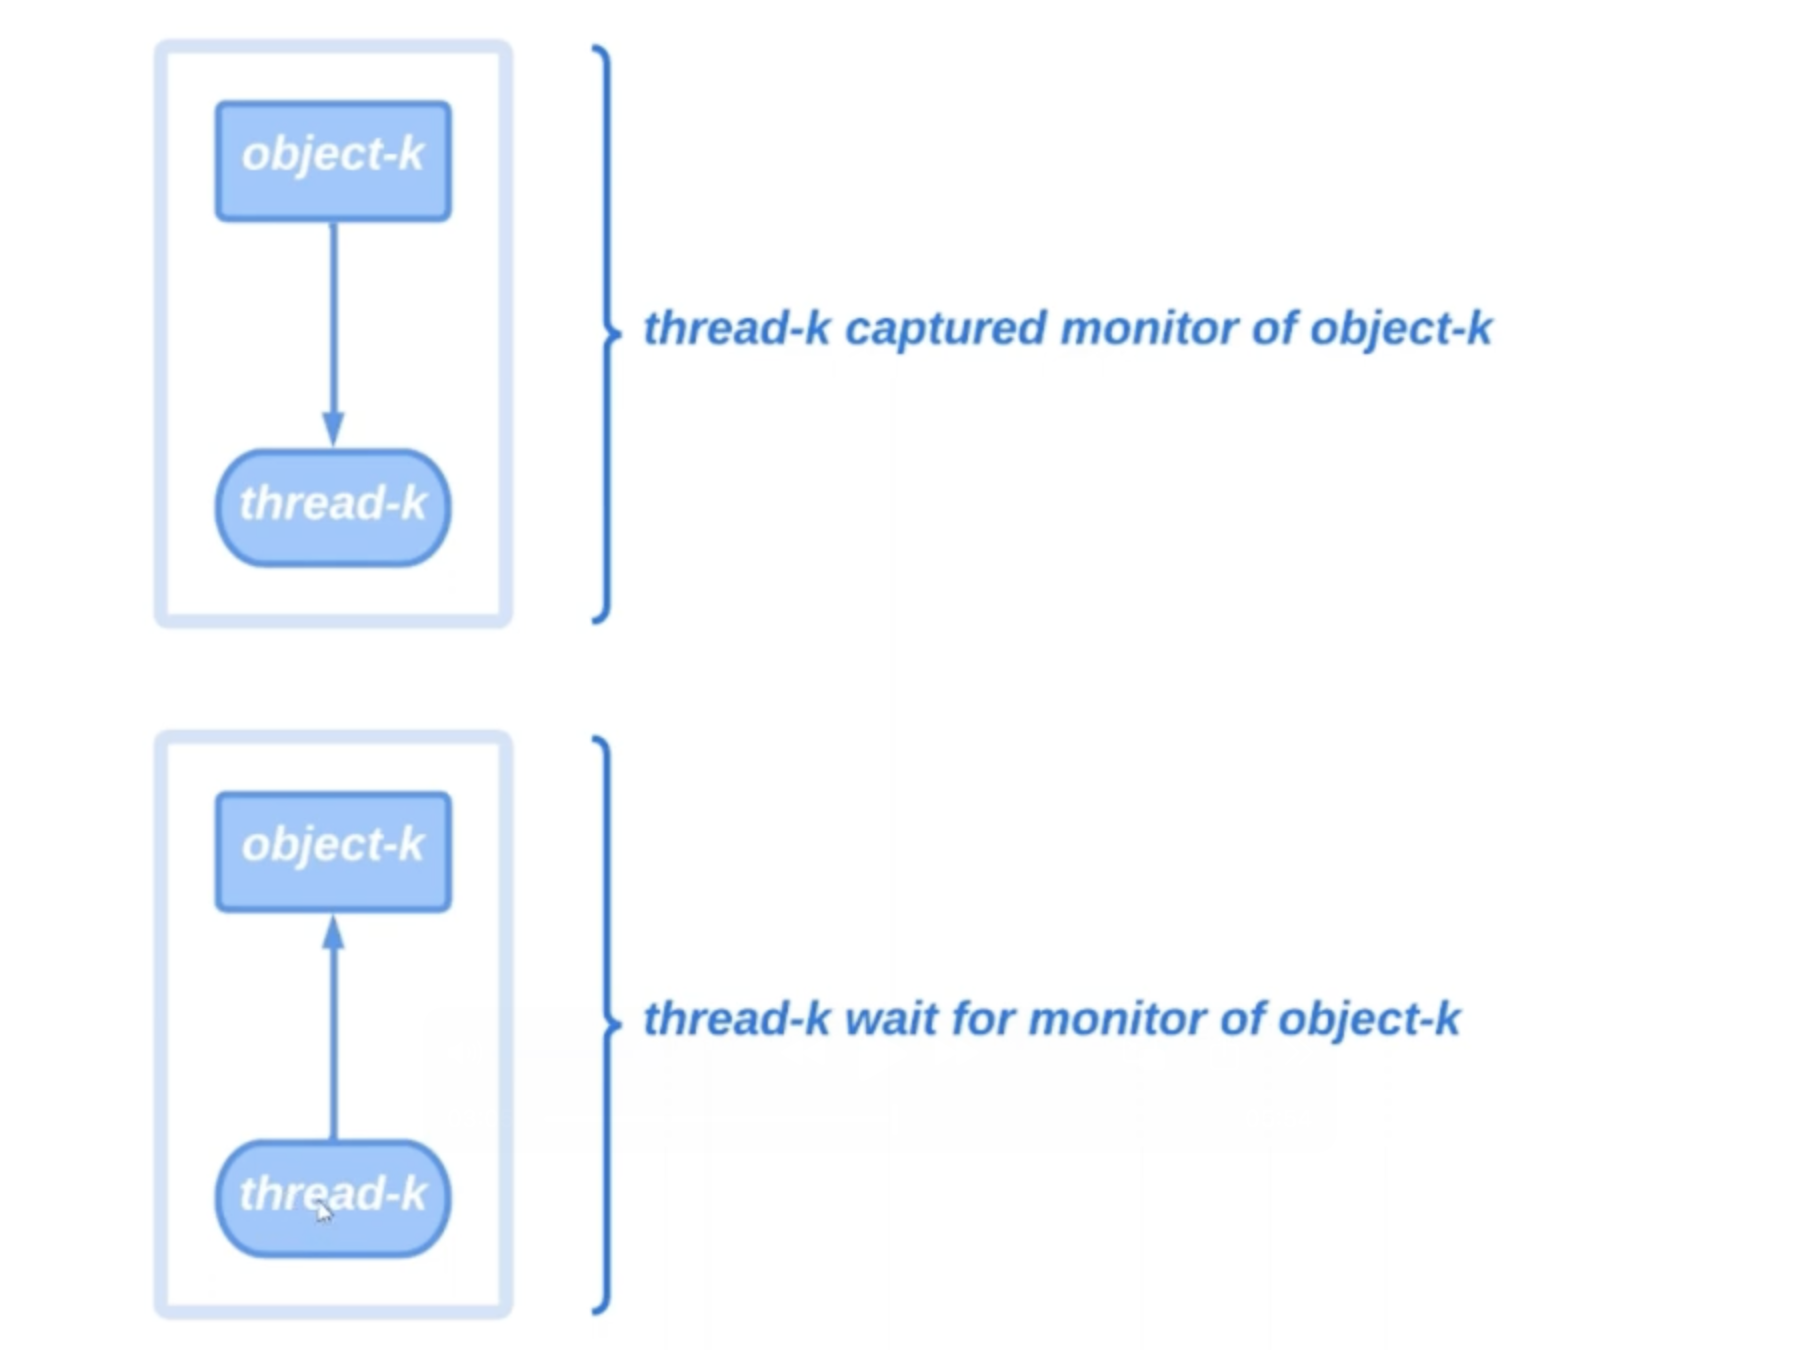 object-k
thread-k captured monitor of object-k
thread-k
object-k
thread-k wait for monitor of object-k
thread-k